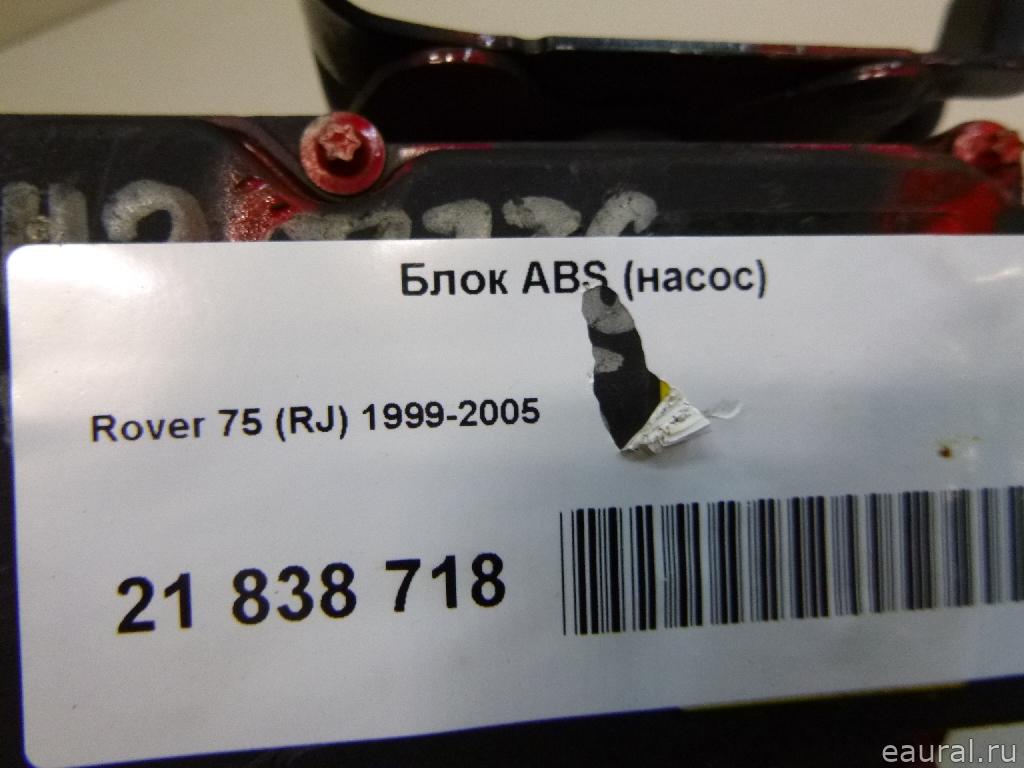 Блок ABS (насос)
Rover 75 (RJ) 1999-2005
21 838 718
eaural.ru